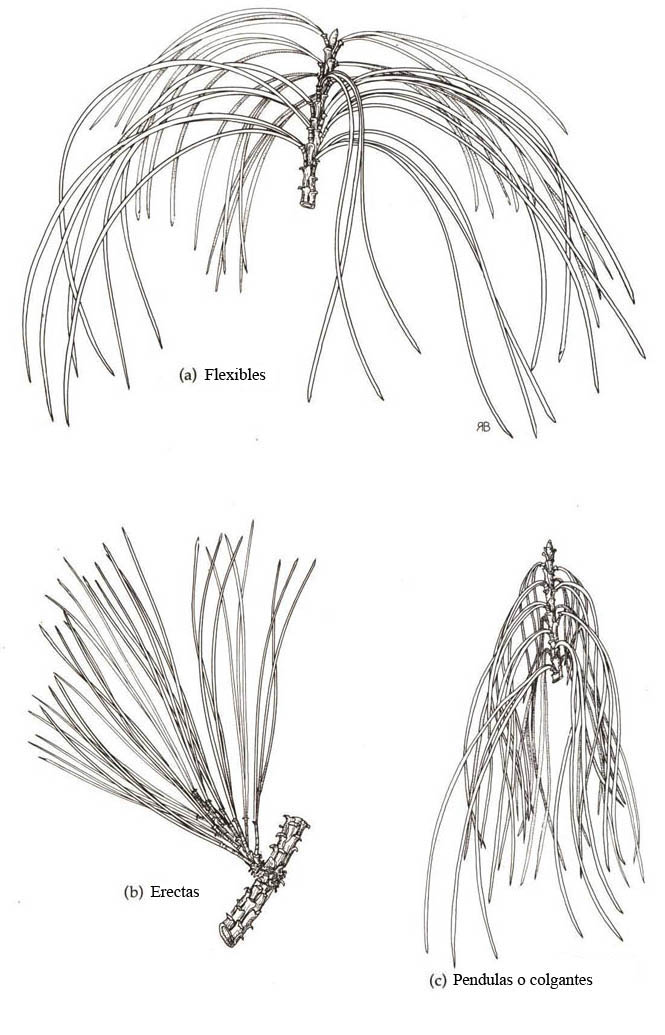 (a) Flexibles
RB
(b) Erectas
(c) Pendulas o colgantes